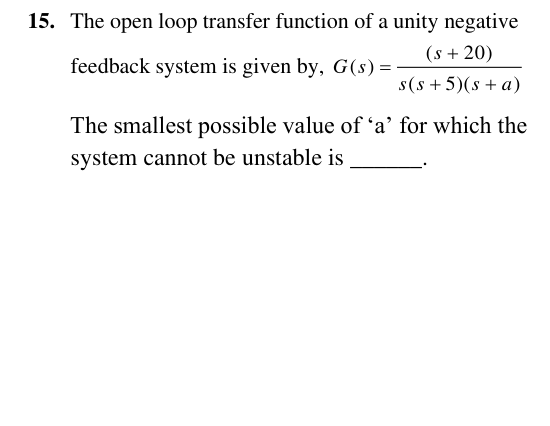 15. The open loop transfer function of a unity negative
feedback system is given by, G(s) = (s + 20) / s(s + 5)(s + a)
The smallest possible value of ‘a’ for which the
system cannot be unstable is ______.